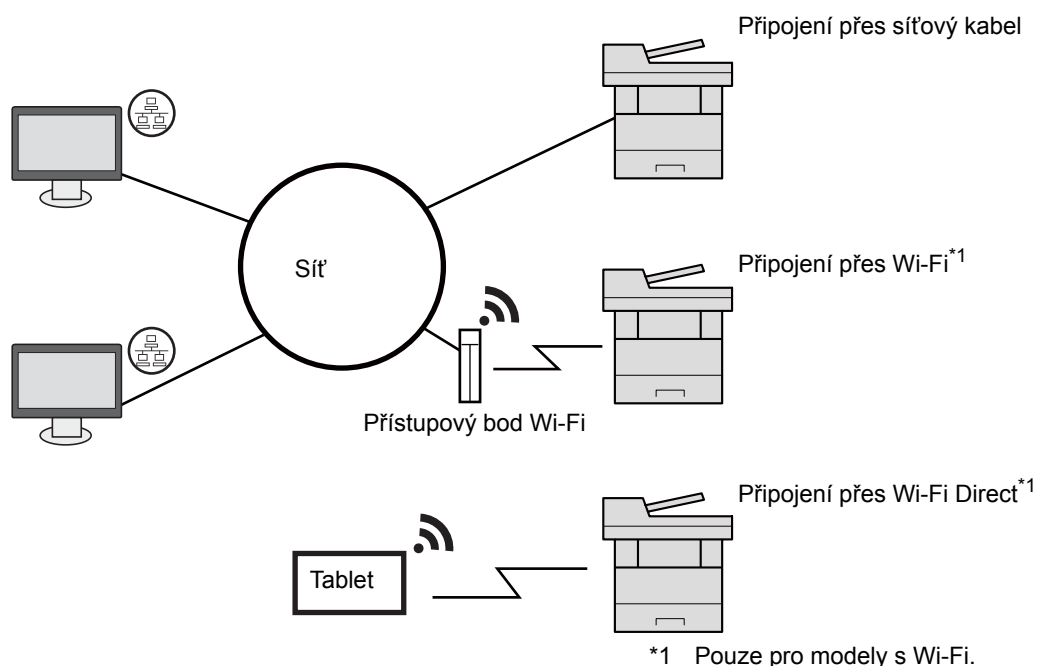 Připojení přes síťový kabel
Síť
Připojení přes Wi-Fi*1
Přístupový bod Wi-Fi
Připojení přes Wi-Fi Direct*1
Tablet
*1 Pouze pro modely s Wi-Fi.